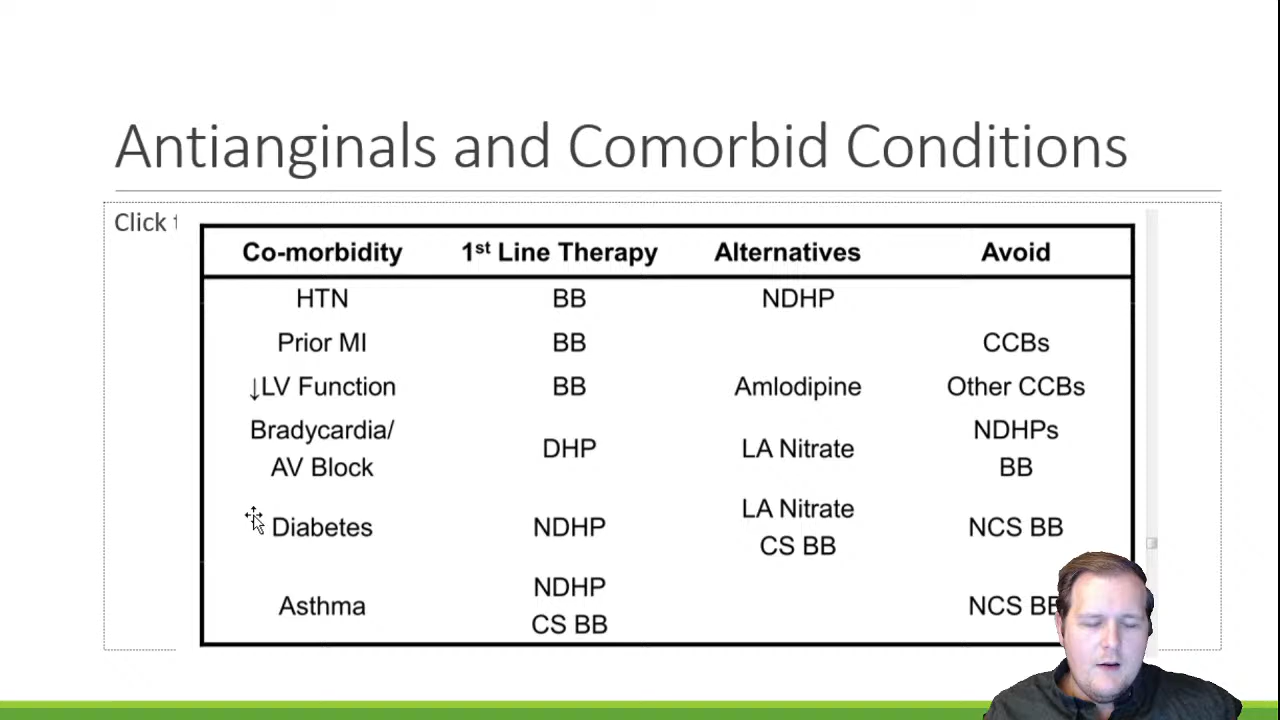 Antianginals and Comorbid Conditions
Click
Co-morbidity 1st Line Therapy Alternatives Avoid
HTN BB NDHP
Prior MI BB CCBs
↓LV Function BB Amlodipine Other CCBs
Bradycardia/ AV Block DHP LA Nitrate NDHPs BB
Diabetes NDHP LA Nitrate CS BB NCS BB
Asthma NDHP CS BB NCS BB